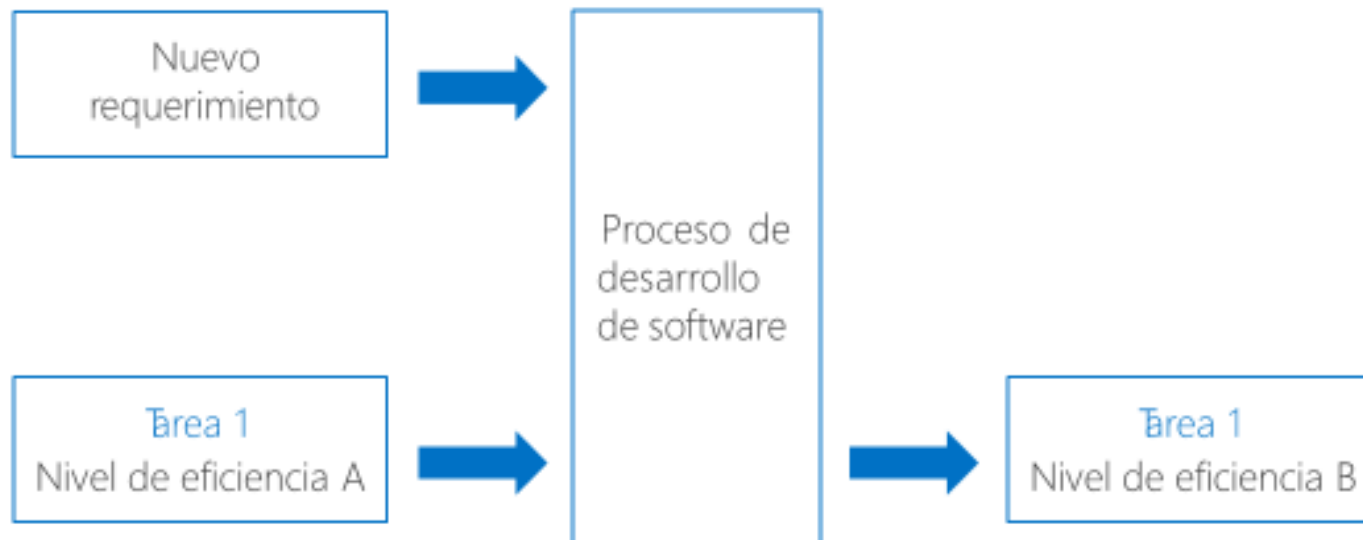 Nuevo
requerimiento
Proceso de
desarrollo
de software
Tarea 1
Nivel de eficiencia A
Tarea 1
Nivel de eficiencia B